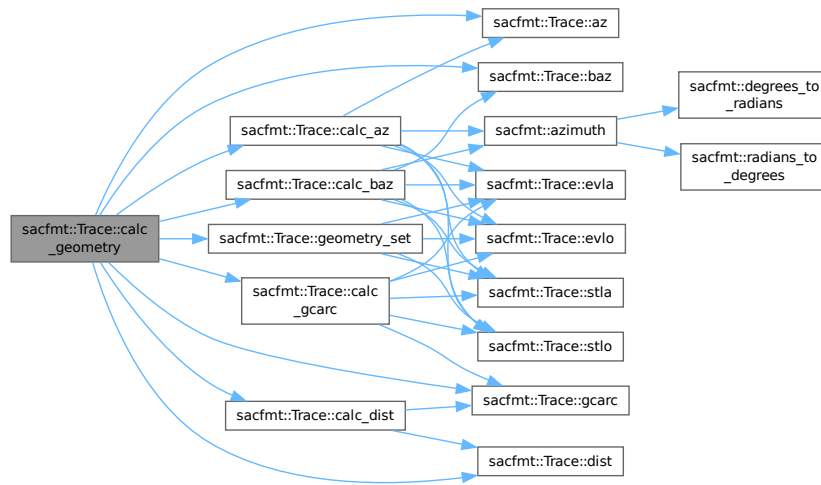 sacfmt::Trace::calc
_geometry
sacfmt::Trace::calc_az
sacfmt::Trace::calc_baz
sacfmt::Trace::geometry_set
sacfmt::Trace::calc
_gcarc
sacfmt::Trace::calc_dist
sacfmt::Trace::az
sacfmt::Trace::baz
sacfmt::azimuth
sacfmt::Trace::evla
sacfmt::Trace::evlo
sacfmt::Trace::stla
sacfmt::Trace::stlo
sacfmt::Trace::gcarc
sacfmt::Trace::dist
sacfmt::degrees_to
_radians
sacfmt::radians_to
_degrees